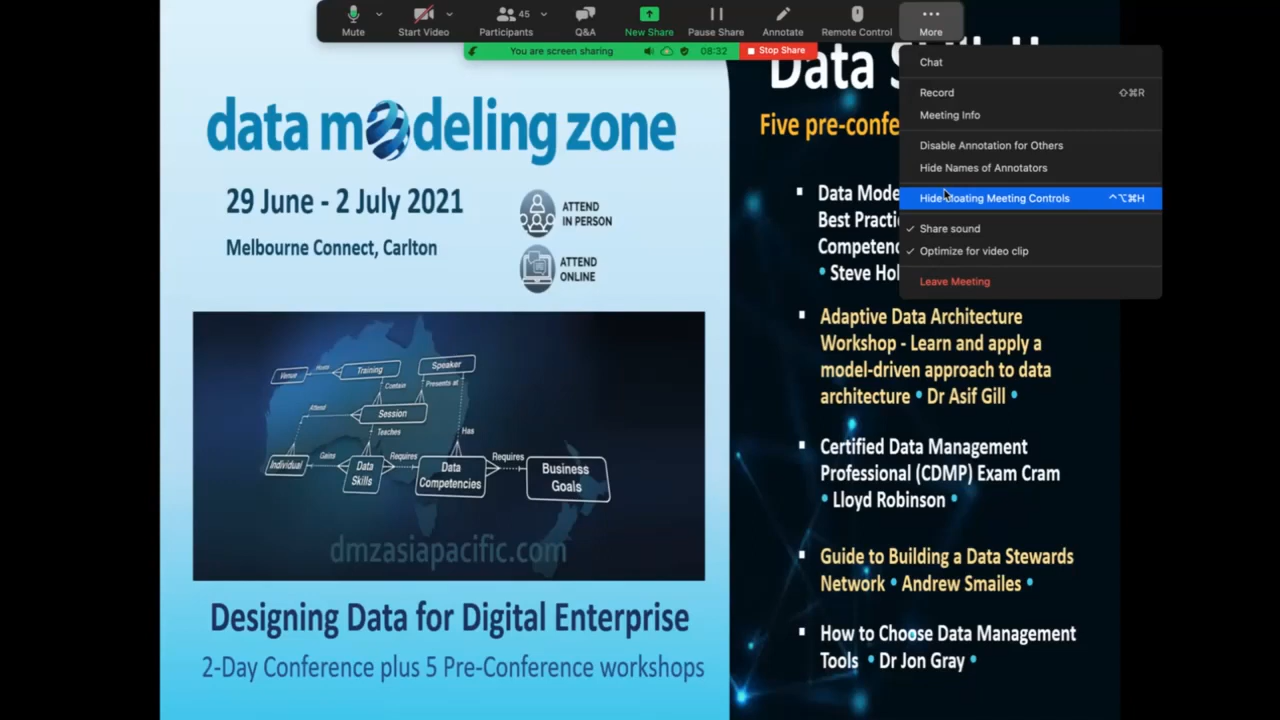 Mute
Start Video
45
Participants
Q&A
New Share
Pause Share
Annotate
Remote Control
More
You are screen sharing
08:32
Stop Share
Chat
Record ⇧⌘R
Meeting Info
Disable Annotation for Others
Hide Names of Annotators
Hide Floating Meeting Controls ^⌥⌘H
✓ Share sound
✓ Optimize for video clip
Leave Meeting
data modeling zone
29 June - 2 July 2021
Melbourne Connect, Carlton
ATTEND
IN PERSON
ATTEND
ONLINE
Venue
Hosts
Training
Speaker
Contain
Presents at
Attend
Session
Teaches
Has
Individual
Gains
Data
Skills
Requires
Data
Competencies
Requires
Business
Goals
dmzasiapacific.com
Designing Data for Digital Enterprise
2-Day Conference plus 5 Pre-Conference workshops
Data
Five pre-confe
▪ Data Mode
Best Practi
Competenc
• Steve Ho
▪ Adaptive Data Architecture
Workshop - Learn and apply a
model-driven approach to data
architecture • Dr Asif Gill •
▪ Certified Data Management
Professional (CDMP) Exam Cram
• Lloyd Robinson •
▪ Guide to Building a Data Stewards
Network • Andrew Smailes •
▪ How to Choose Data Management
Tools • Dr Jon Gray •